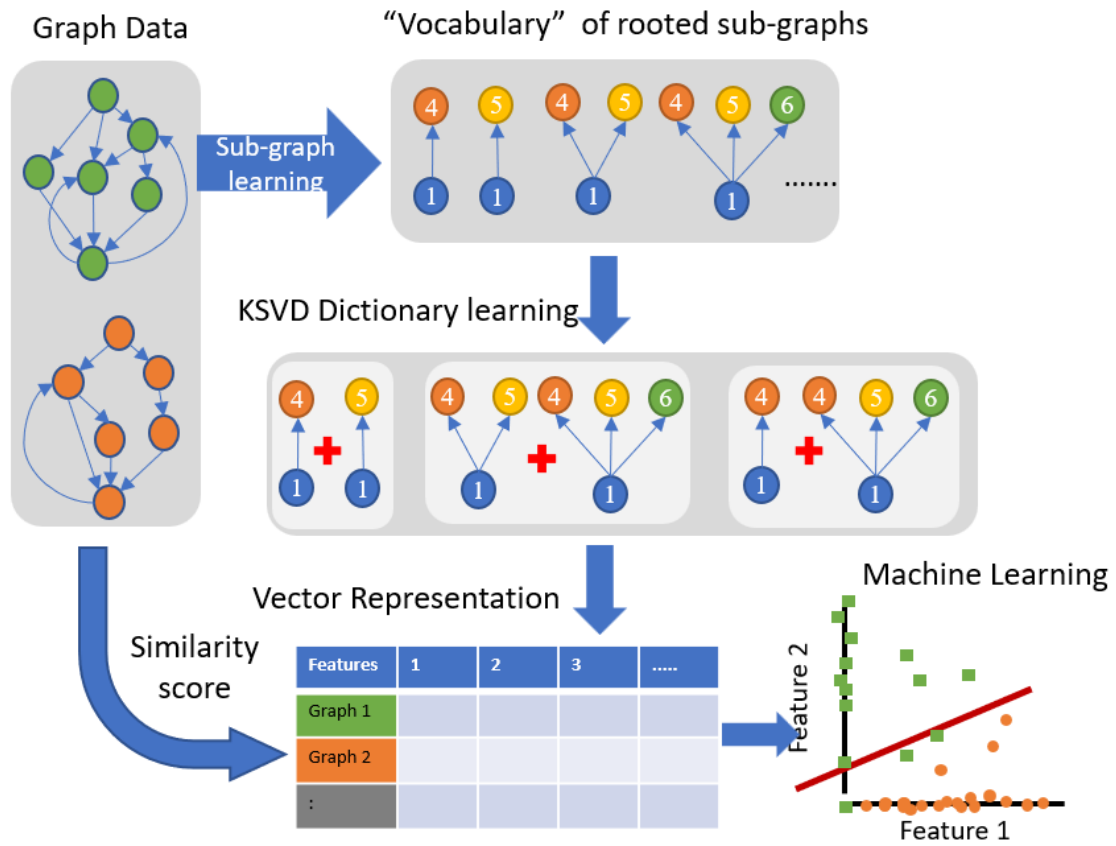 Graph Data
“Vocabulary” of rooted sub-graphs
Sub-graph
learning
4 5 4 5 4 5 6
1 1 1 1
.......
KSVD Dictionary learning
4 5 4 5 4 5 6 4 4 5 6
1 1 1 1 1 1
Vector Representation
Similarity
score
Features 1 2 3 .....
Graph 1
Graph 2
:
Machine Learning
Feature 2
Feature 1